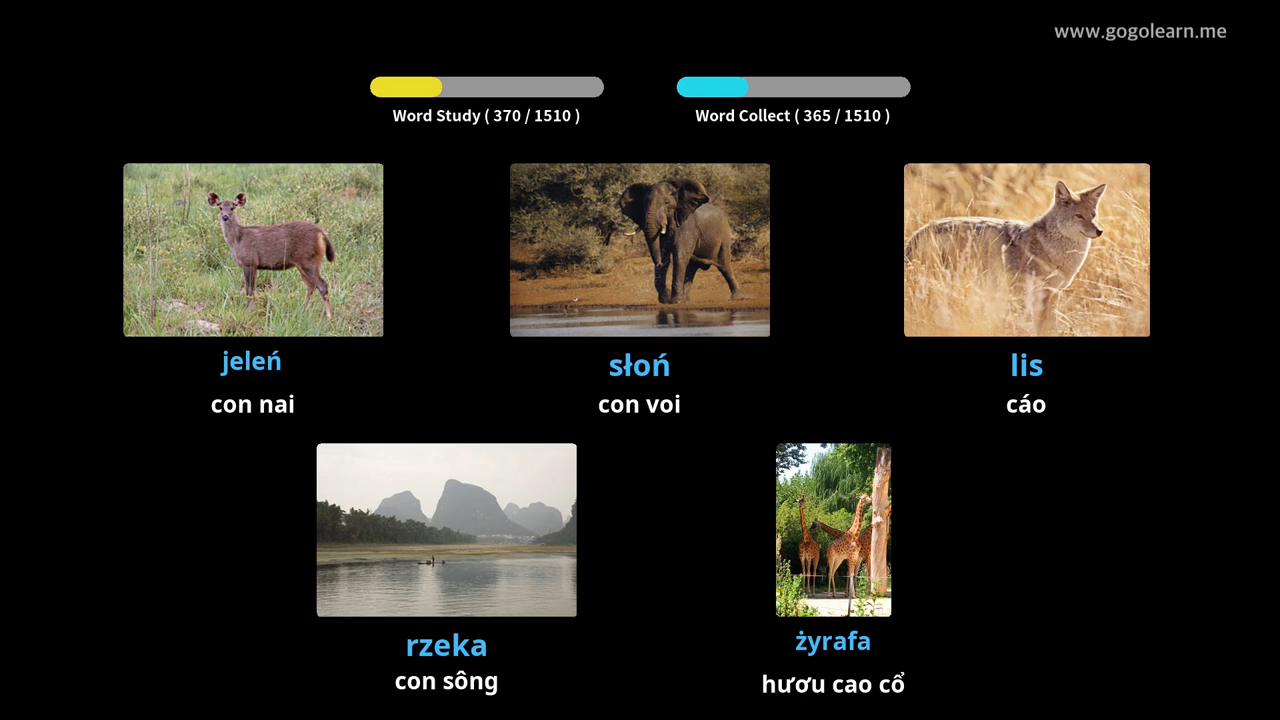 www.gogolearn.me
Word Study ( 370 / 1510 )
Word Collect ( 365 / 1510 )
jeleń
con nai
słoń
con voi
lis
cáo
rzeka
con sông
żyrafa
hươu cao cổ